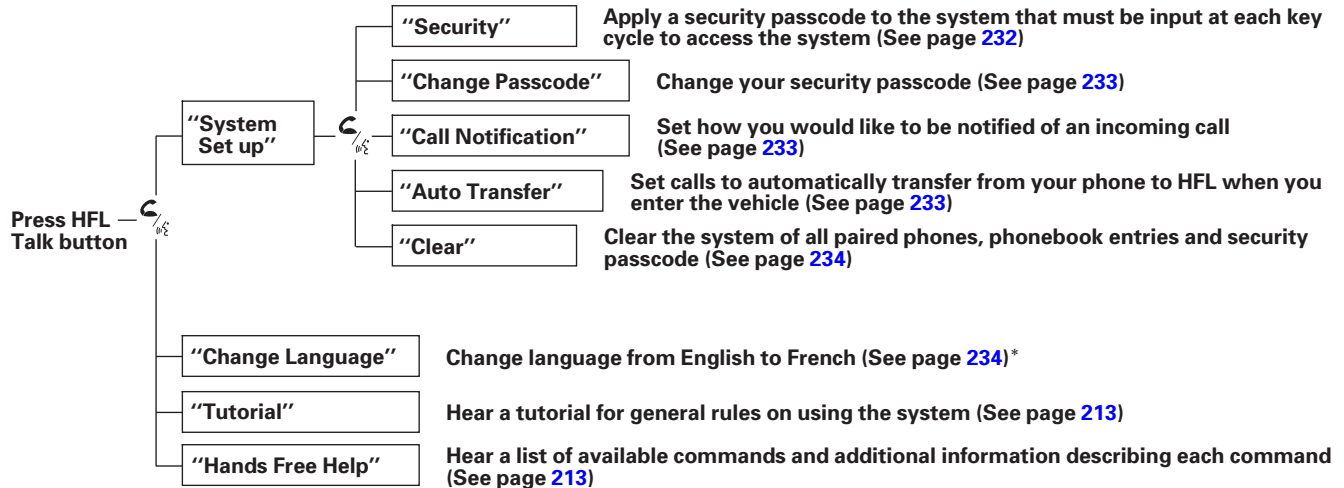 "Security"
Apply a security passcode to the system that must be input at each key
cycle to access the system (See page 232)
"Change Passcode"
Change your security passcode (See page 233)
"System
Set up"
"Call Notification"
Set how you would like to be notified of an incoming call
(See page 233)
"Auto Transfer"
Set calls to automatically transfer from your phone to HFL when you
enter the vehicle (See page 233)
Press HFL
Talk button
"Clear"
Clear the system of all paired phones, phonebook entries and security
passcode (See page 234)
"Change Language"
Change language from English to French (See page 234)*
"Tutorial"
Hear a tutorial for general rules on using the system (See page 213)
"Hands Free Help"
Hear a list of available commands and additional information describing each command
(See page 213)